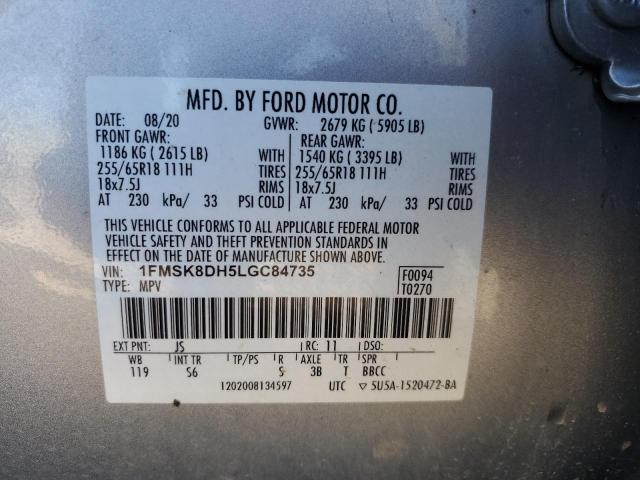 MFD. BY FORD MOTOR CO.
DATE: 08/20 GVWR: 2679 KG ( 5905 LB)
FRONT GAWR: REAR GAWR:
1186 KG ( 2615 LB) WITH 1540 KG ( 3395 LB) WITH
255/65R18 111H TIRES 255/65R18 111H TIRES
18x7.5J RIMS 18x7.5J RIMS
AT 230 kPa/ 33 PSI COLD AT 230 kPa/ 33 PSI COLD
THIS VEHICLE CONFORMS TO ALL APPLICABLE FEDERAL MOTOR
VEHICLE SAFETY AND THEFT PREVENTION STANDARDS IN
EFFECT ON THE DATE OF MANUFACTURE SHOWN ABOVE.
VIN: 1FMSK8DH5LGC84735 F0094
TYPE: MPV T0270
EXT PNT: JS RC: 11 DSO:
WB INT TR TP/PS R AXLE TR SPR
119 S6 S 3B T BBCC
1202008134597 UTC ▽ 5U5A-1520472-BA